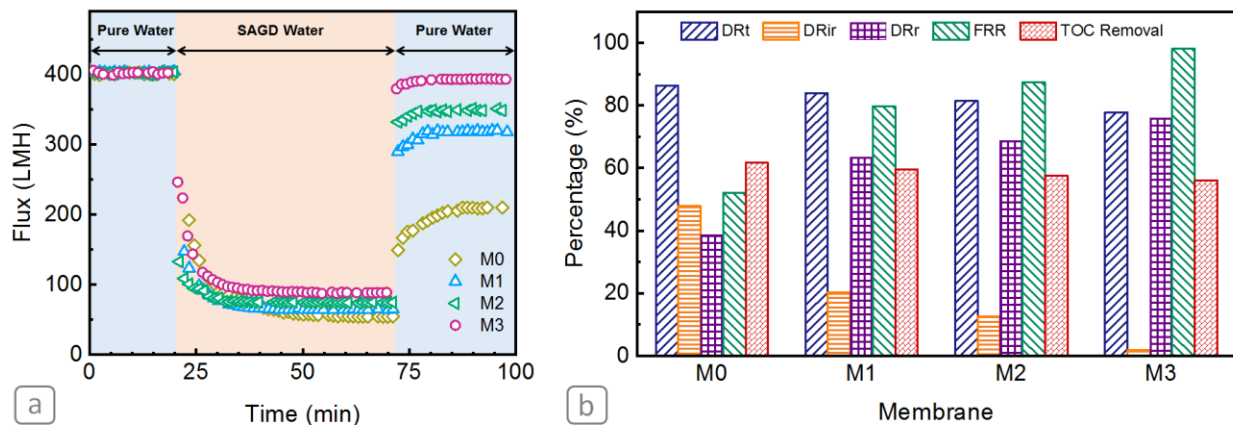 Pure Water
SAGD Water
Pure Water
400
300
200
100
0
Flux (LMH)
M0
M1
M2
M3
0
25
50
75
100
Time (min)
a
DRt
DRir
DRr
FRR
TOC Removal
100
80
60
40
20
0
Percentage (%)
M0
M1
M2
M3
Membrane
b